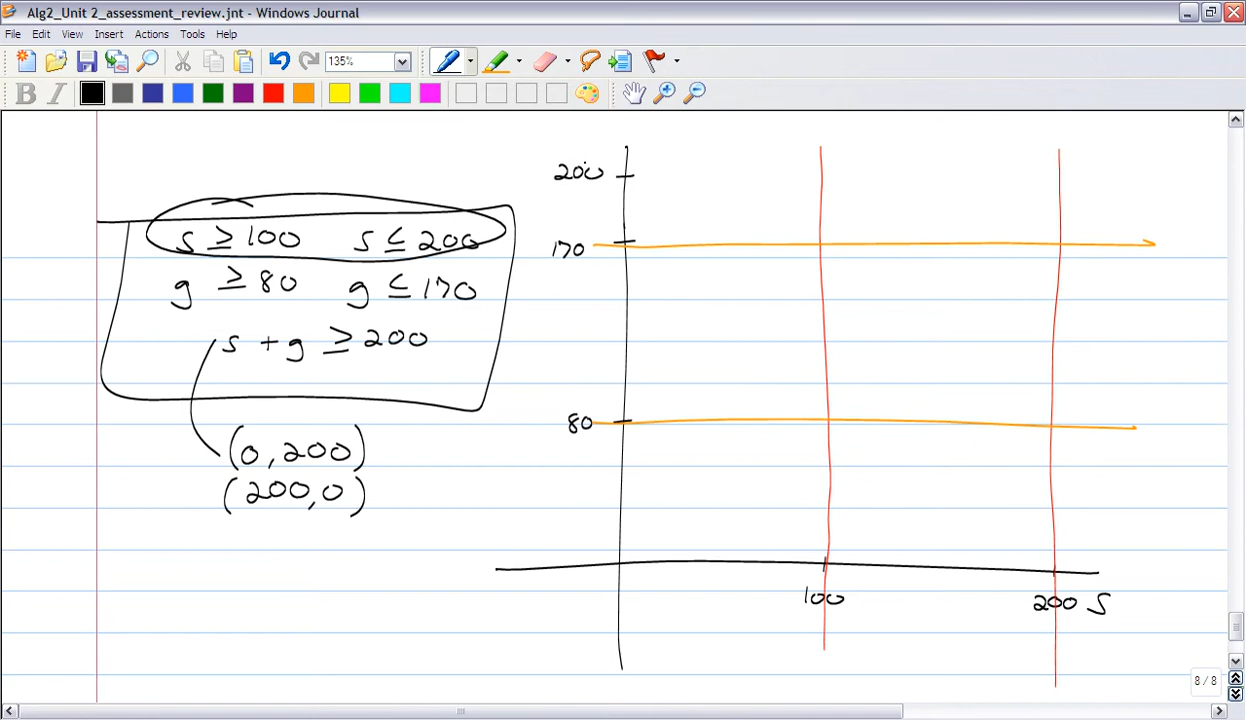 Alg2_Unit 2_assessment_review.jnt - Windows Journal
File Edit View Insert Actions Tools Help
135%
B I
s ≥ 100 s ≤ 200
g ≥ 80 g ≤ 170
s + g ≥ 200
(0, 200)
(200, 0)
200
170
80
100 200 S
8 / 8